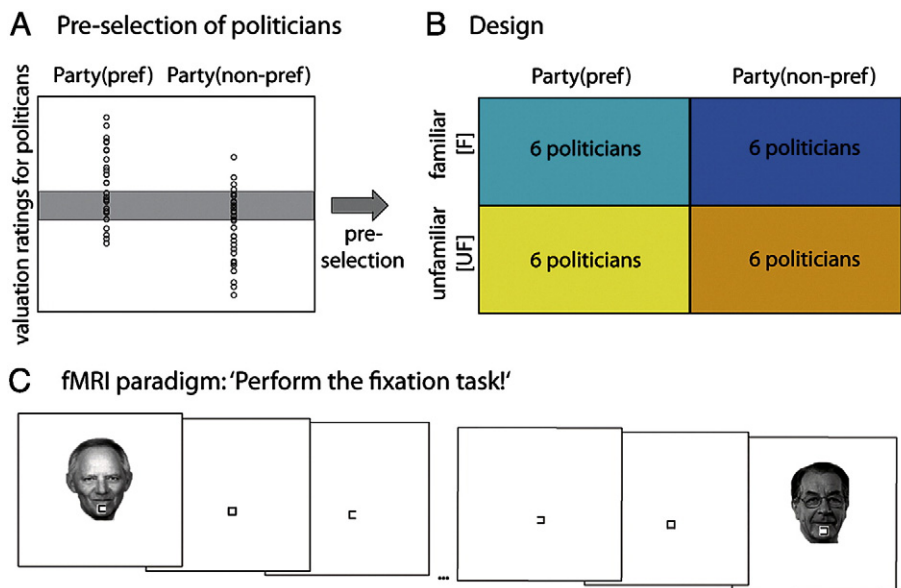 A Pre-selection of politicians
Party(pref) Party(non-pref)
valuation ratings for politicans
pre-
selection
B Design
Party(pref) Party(non-pref)
familiar
[F]
6 politicians 6 politicians
unfamiliar
[UF]
6 politicians 6 politicians
C fMRI paradigm: ‘Perform the fixation task!‘
...